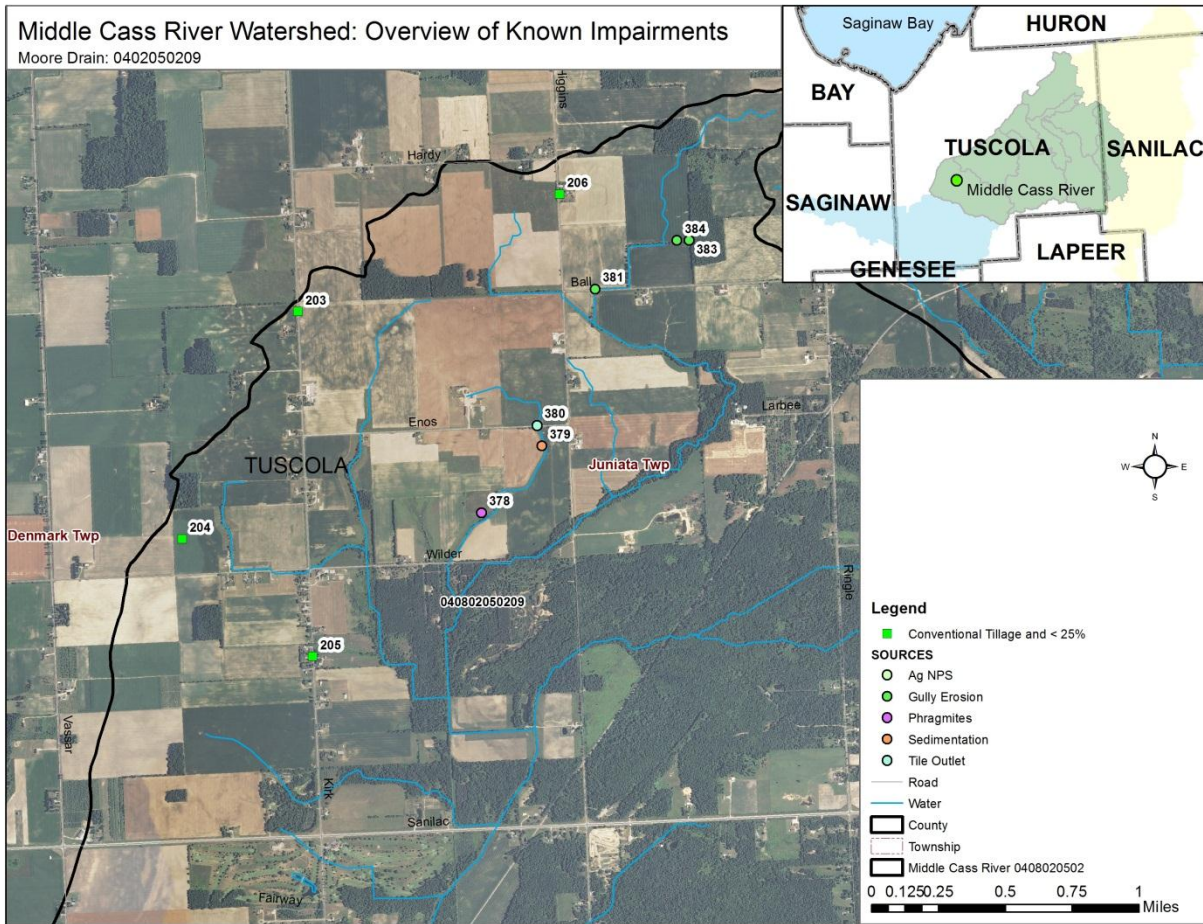 Middle Cass River Watershed: Overview of Known Impairments
Moore Drain: 0402050209
Saginaw Bay
HURON
BAY
TUSCOLA
SANILAC
Middle Cass River
SAGINAW
LAPEER
GENESEE
Higgins
Hardy
206
384
383
381
Ball
203
380
Enos
379
Larbee
TUSCOLA
Juniata Twp
378
204
Denmark Twp
Wilder
Ringle
040802050209
205
Vassar
Kirk
Sanilac
Fairway
N
W E
S
Legend
Conventional Tillage and < 25%
SOURCES
Ag NPS
Gully Erosion
Phragmites
Sedimentation
Tile Outlet
Road
Water
County
Township
Middle Cass River 0408020502
0 0.125 0.25 0.5 0.75 1
Miles